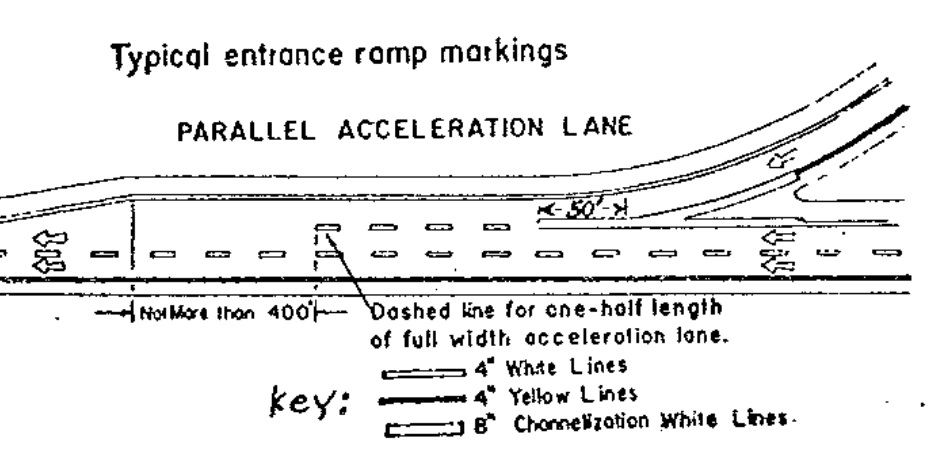 Typical entrance ramp markings
PARALLEL ACCELERATION LANE
50'
Not More than 400'
Dashed line for one-half length
of full width acceleration lane.
key:
4" White Lines
4" Yellow Lines
8" Channelization White Lines.